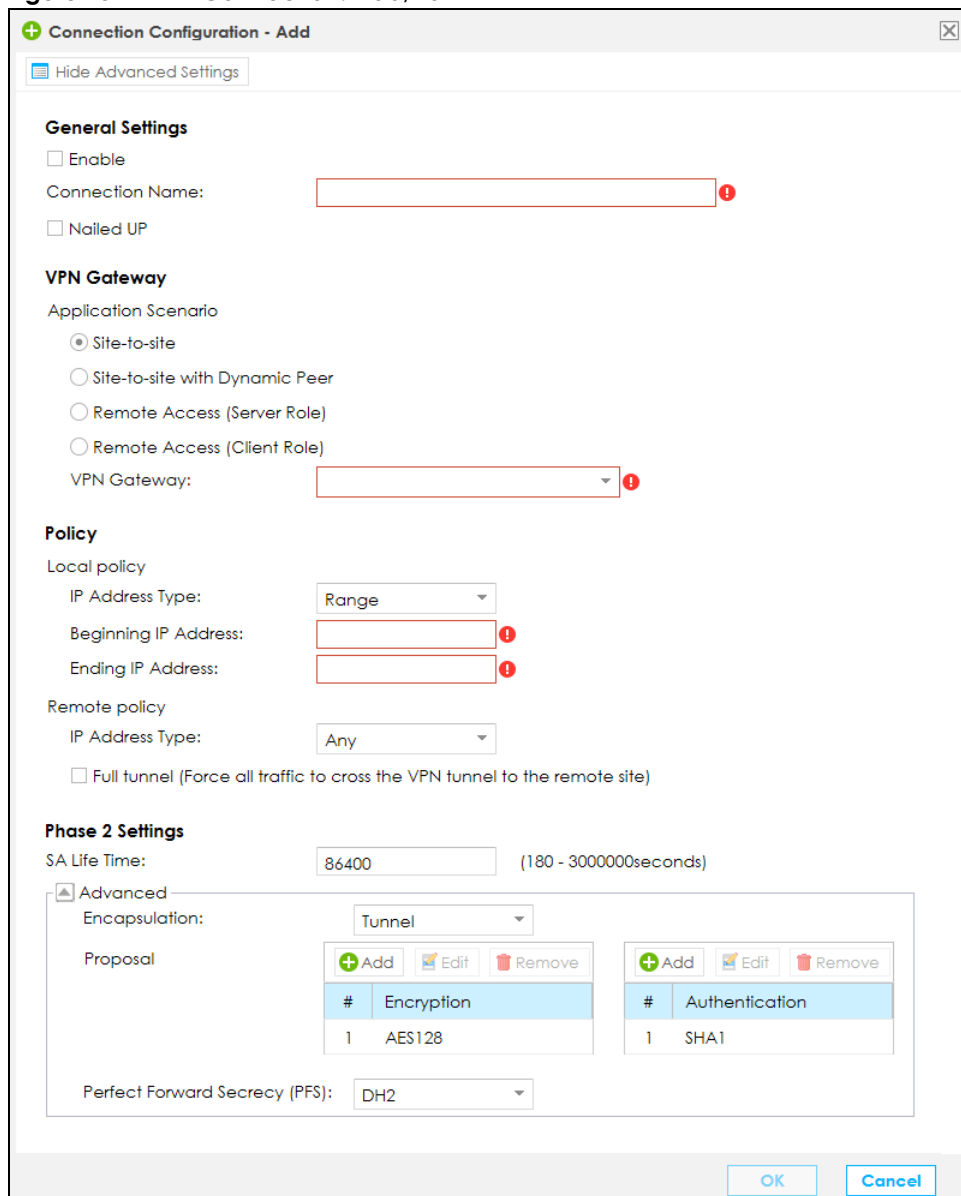 Connection Configuration - Add
Hide Advanced Settings
General Settings
Enable
Connection Name:
Nailed UP
VPN Gateway
Application Scenario
Site-to-site
Site-to-site with Dynamic Peer
Remote Access (Server Role)
Remote Access (Client Role)
VPN Gateway:
Policy
Local policy
IP Address Type: Range
Beginning IP Address:
Ending IP Address:
Remote policy
IP Address Type: Any
Full tunnel (Force all traffic to cross the VPN tunnel to the remote site)
Phase 2 Settings
SA Life Time: 86400 (180 - 3000000seconds)
Advanced
Encapsulation: Tunnel
Proposal Add Edit Remove Add Edit Remove
# Encryption # Authentication
1 AES128 1 SHA1
Perfect Forward Secrecy (PFS): DH2
OK Cancel